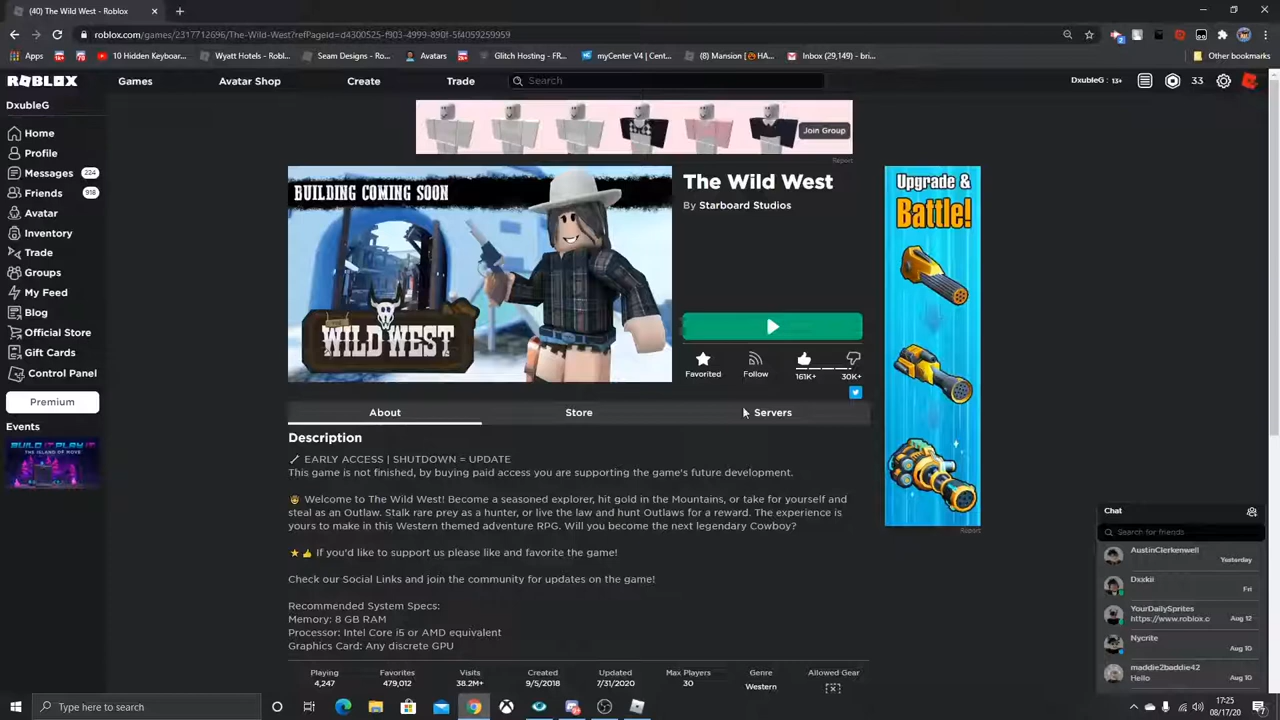 (40) The Wild West - Roblox
roblox.com/games/2317712696/The-Wild-West?refPageId=d4300525-f903-4999-890f-5f4059259959
Apps
10 Hidden Keyboar...
Wyatt Hotels - Robl...
Seam Designs - Ro...
Avatars
Glitch Hosting - FR...
myCenter V4 | Cent...
(8) Mansion [🎃HA...
Inbox (29,149) - bri...
Other bookmarks
ROBLOX
Games
Avatar Shop
Create
Trade
Search
DxubleG: 13+
33
DxubleG
Home
Profile
Messages 224
Friends 918
Avatar
Inventory
Trade
Groups
My Feed
Blog
Official Store
Gift Cards
Control Panel
Premium
Events
BUILD IT PLAY IT
THE ISLAND OF MOVE
Join Group
Report
BUILDING COMING SOON
WILD WEST
The Wild West
By Starboard Studios
Favorited
Follow
161K+
30K+
Upgrade &
Battle!
Report
About
Store
Servers
Description
EARLY ACCESS | SHUTDOWN = UPDATE
This game is not finished, by buying paid access you are supporting the game's future development.
🤠 Welcome to The Wild West! Become a seasoned explorer, hit gold in the Mountains, or take for yourself and
steal as an Outlaw. Stalk rare prey as a hunter, or live the law and hunt Outlaws for a reward. The experience is
yours to make in this Western themed adventure RPG. Will you become the next legendary Cowboy?
⭐👍 If you'd like to support us please like and favorite the game!
Check our Social Links and join the community for updates on the game!
Recommended System Specs:
Memory: 8 GB RAM
Processor: Intel Core i5 or AMD equivalent
Graphics Card: Any discrete GPU
Playing
4,247
Favorites
479,012
Visits
38.2M+
Created
9/5/2018
Updated
7/31/2020
Max Players
30
Genre
Western
Allowed Gear
Chat
Search for friends
AustinClerkenwell
Yesterday
Dxxkii
Fri
YourDailySprites
https://www.roblox.c
Aug 12
Nycrite
Aug 10
maddie2baddie42
Hello
Aug 10
Type here to search
17:25
08/17/20